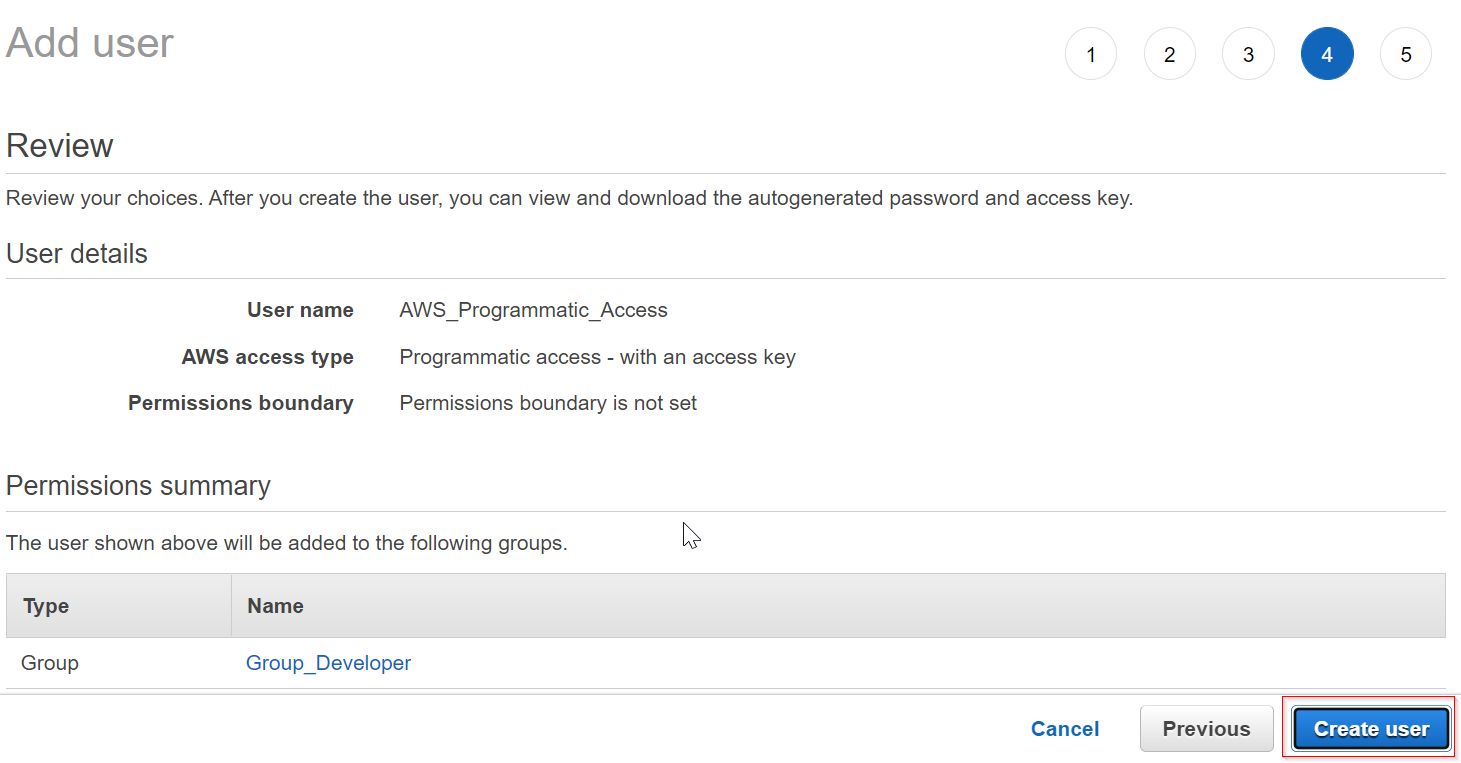 Add user
1 2 3 4 5
Review
Review your choices. After you create the user, you can view and download the autogenerated password and access key.
User details
User name AWS_Programmatic_Access
AWS access type Programmatic access - with an access key
Permissions boundary Permissions boundary is not set
Permissions summary
The user shown above will be added to the following groups.
Type Name
Group Group_Developer
Cancel Previous Create user